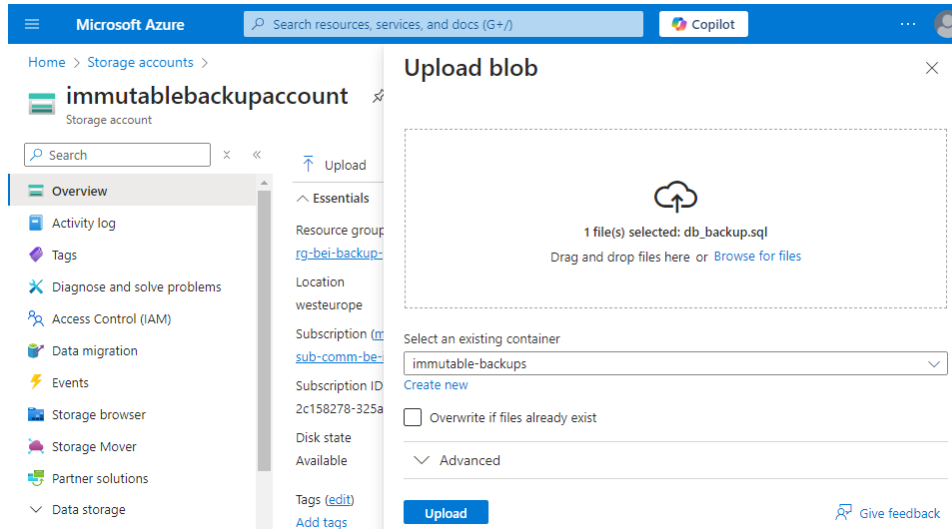 Microsoft Azure
Search resources, services, and docs (G+/)
Copilot
Home > Storage accounts >
immutablebackupaccount
Storage account
Search
Overview
Activity log
Tags
Diagnose and solve problems
Access Control (IAM)
Data migration
Events
Storage browser
Storage Mover
Partner solutions
Data storage
Upload
Essentials
Resource group
rg-bei-backup-
Location
westeurope
Subscription (m
sub-comm-be-
Subscription ID
2c158278-325a
Disk state
Available
Tags (edit)
Add tags
Upload blob
1 file(s) selected: db_backup.sql
Drag and drop files here or Browse for files
Select an existing container
immutable-backups
Create new
Overwrite if files already exist
Advanced
Upload
Give feedback